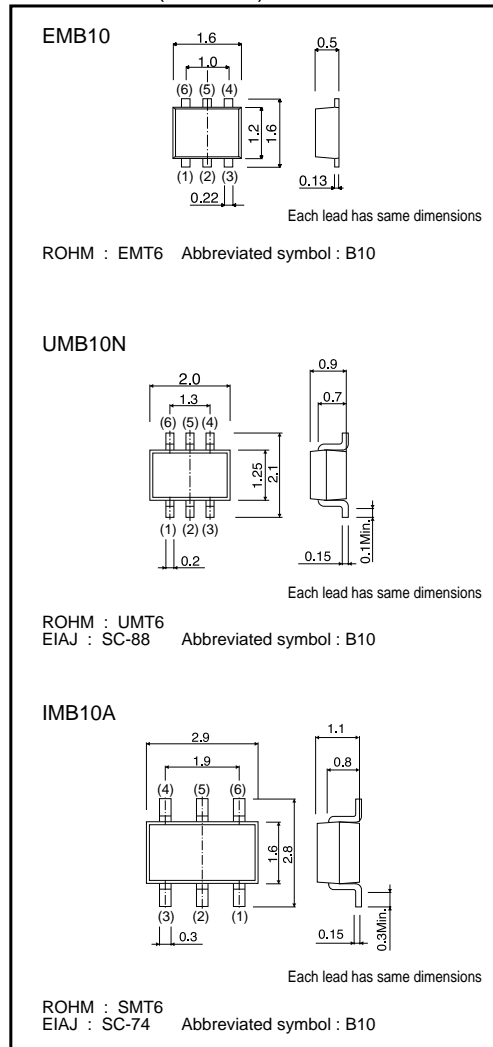 EMB10
1.6
0.5
1.0
(6) (5) (4)
1.2
1.6
(1) (2) (3)
0.13
0.22
Each lead has same dimensions
ROHM : EMT6 Abbreviated symbol : B10
UMB10N
2.0
0.9
1.3
0.7
(6) (5) (4)
1.25
2.1
(1) (2) (3)
0.2
0.15
0.1Min.
Each lead has same dimensions
ROHM : UMT6
EIAJ : SC-88 Abbreviated symbol : B10
IMB10A
2.9
1.1
1.9
0.8
(4) (5) (6)
1.6
2.8
(3) (2) (1)
0.3
0.15
0.3Min.
Each lead has same dimensions
ROHM : SMT6
EIAJ : SC-74 Abbreviated symbol : B10